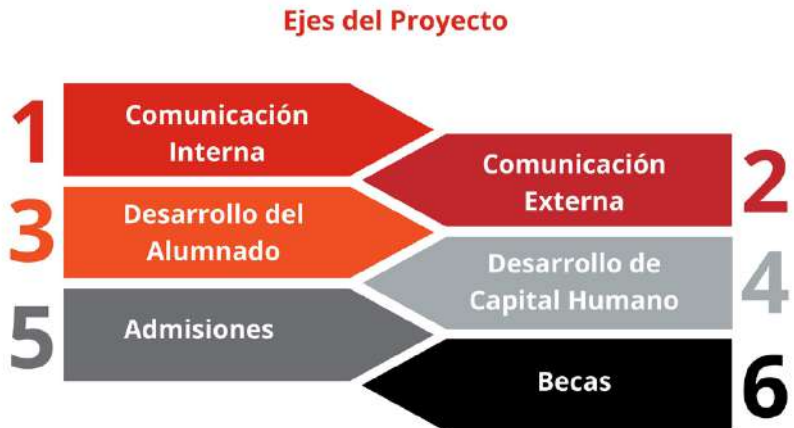 Ejes del Proyecto
1
Comunicación
Interna
2
Comunicación
Externa
3
Desarrollo del
Alumnado
4
Desarrollo de
Capital Humano
5
Admisiones
6
Becas